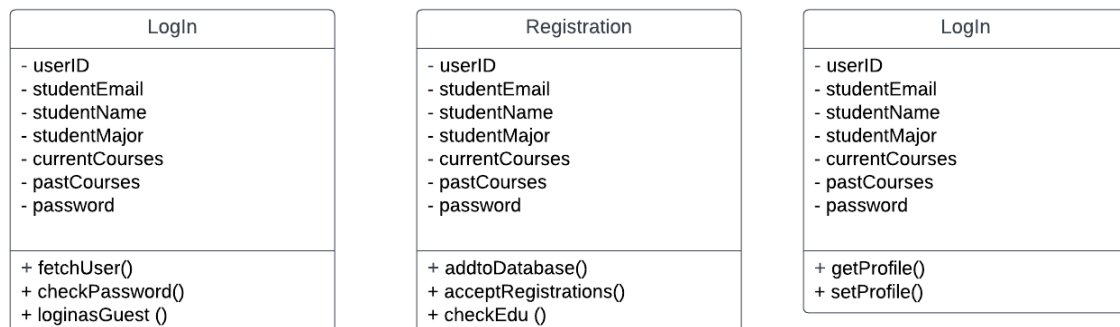 LogIn
- userID
- studentEmail
- studentName
- studentMajor
- currentCourses
- pastCourses
- password
+ fetchUser()
+ checkPassword()
+ loginasGuest ()
Registration
- userID
- studentEmail
- studentName
- studentMajor
- currentCourses
- pastCourses
- password
+ addtoDatabase()
+ acceptRegistrations()
+ checkEdu ()
LogIn
- userID
- studentEmail
- studentName
- studentMajor
- currentCourses
- pastCourses
- password
+ getProfile()
+ setProfile()